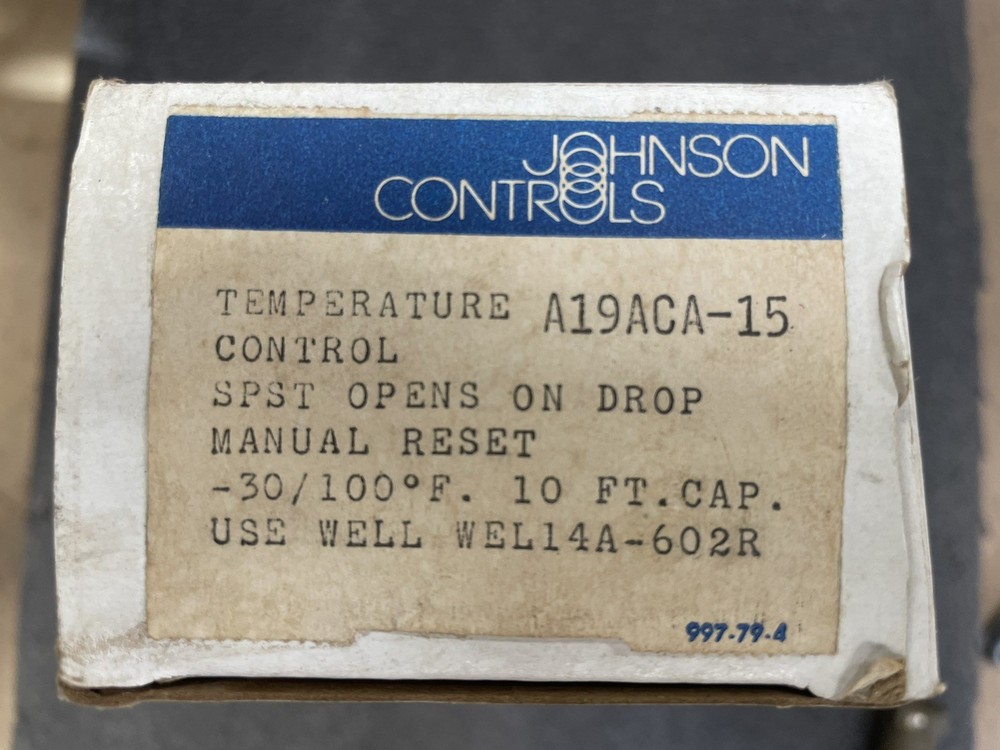 JOHNSON
CONTROLS
TEMPERATURE A19ACA-15
CONTROL
SPST OPENS ON DROP
MANUAL RESET
-30/100°F. 10 FT.CAP.
USE WELL WEL14A-602R
997-79-4